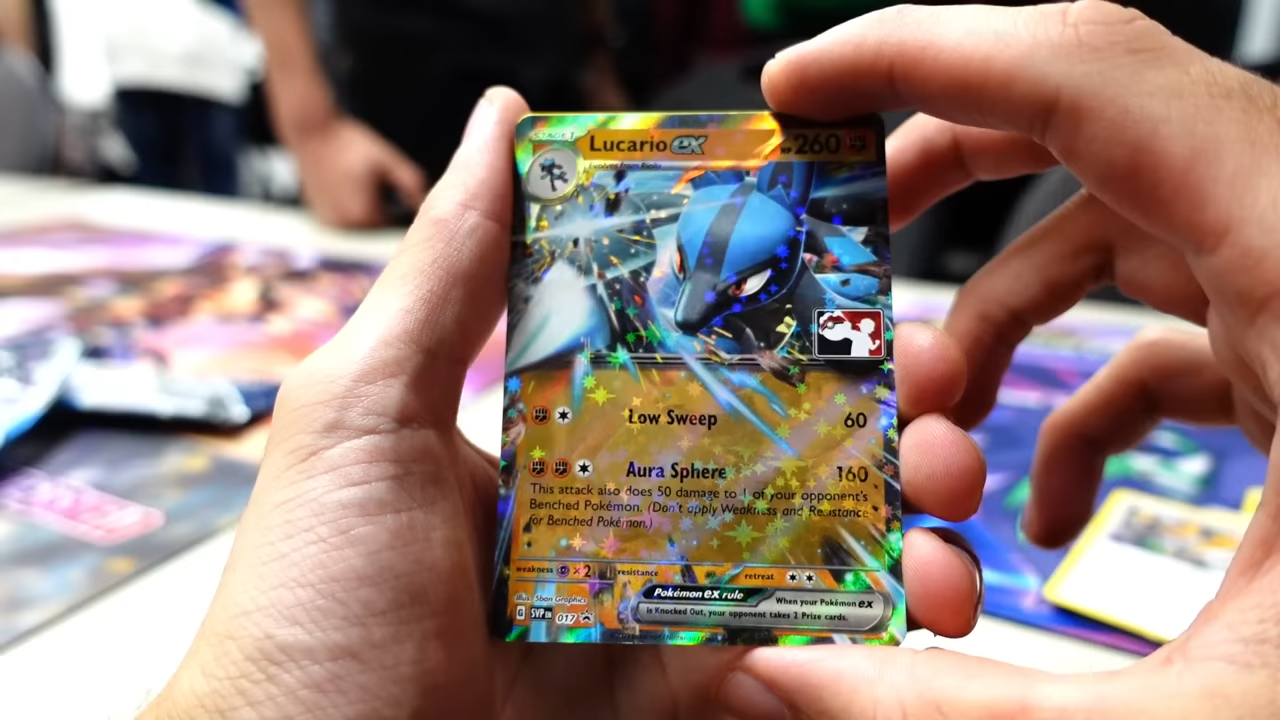 STAGE 1
Lucario ex
HP 260
Evolves from Riolu
Low Sweep 60
Aura Sphere 160
This attack also does 50 damage to 1 of your opponent's
Benched Pokémon. (Don't apply Weakness and Resistance
for Benched Pokémon.)
weakness ×2 resistance retreat
Illus. 5ban Graphics
Pokémon ex rule
When your Pokémon ex
is Knocked Out, your opponent takes 2 Prize cards.
G SVP EN 017